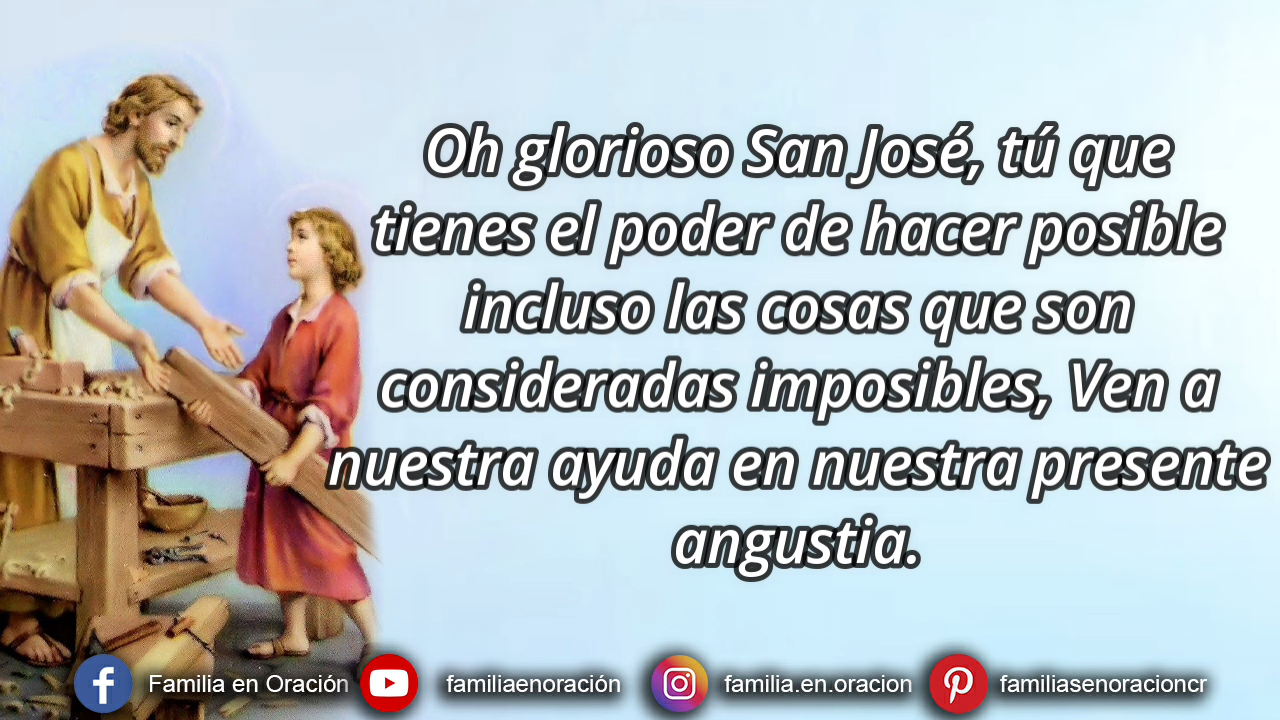 Oh glorioso San José, tú que
tienes el poder de hacer posible
incluso las cosas que son
consideradas imposibles, Ven a
nuestra ayuda en nuestra presente
angustia.
Familia en Oración familiaenoración familia.en.oracion familiasenoracioncr